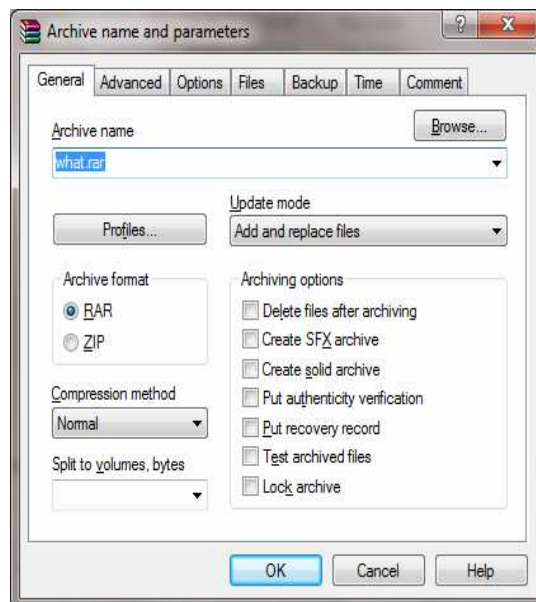 Archive name and parameters
General Advanced Options Files Backup Time Comment
Archive name
Browse...
what.rar
Update mode
Profiles...
Add and replace files
Archive format
RAR
ZIP
Archiving options
Delete files after archiving
Create SFX archive
Create solid archive
Put authenticity verification
Put recovery record
Test archived files
Lock archive
Compression method
Normal
Split to volumes, bytes
OK Cancel Help